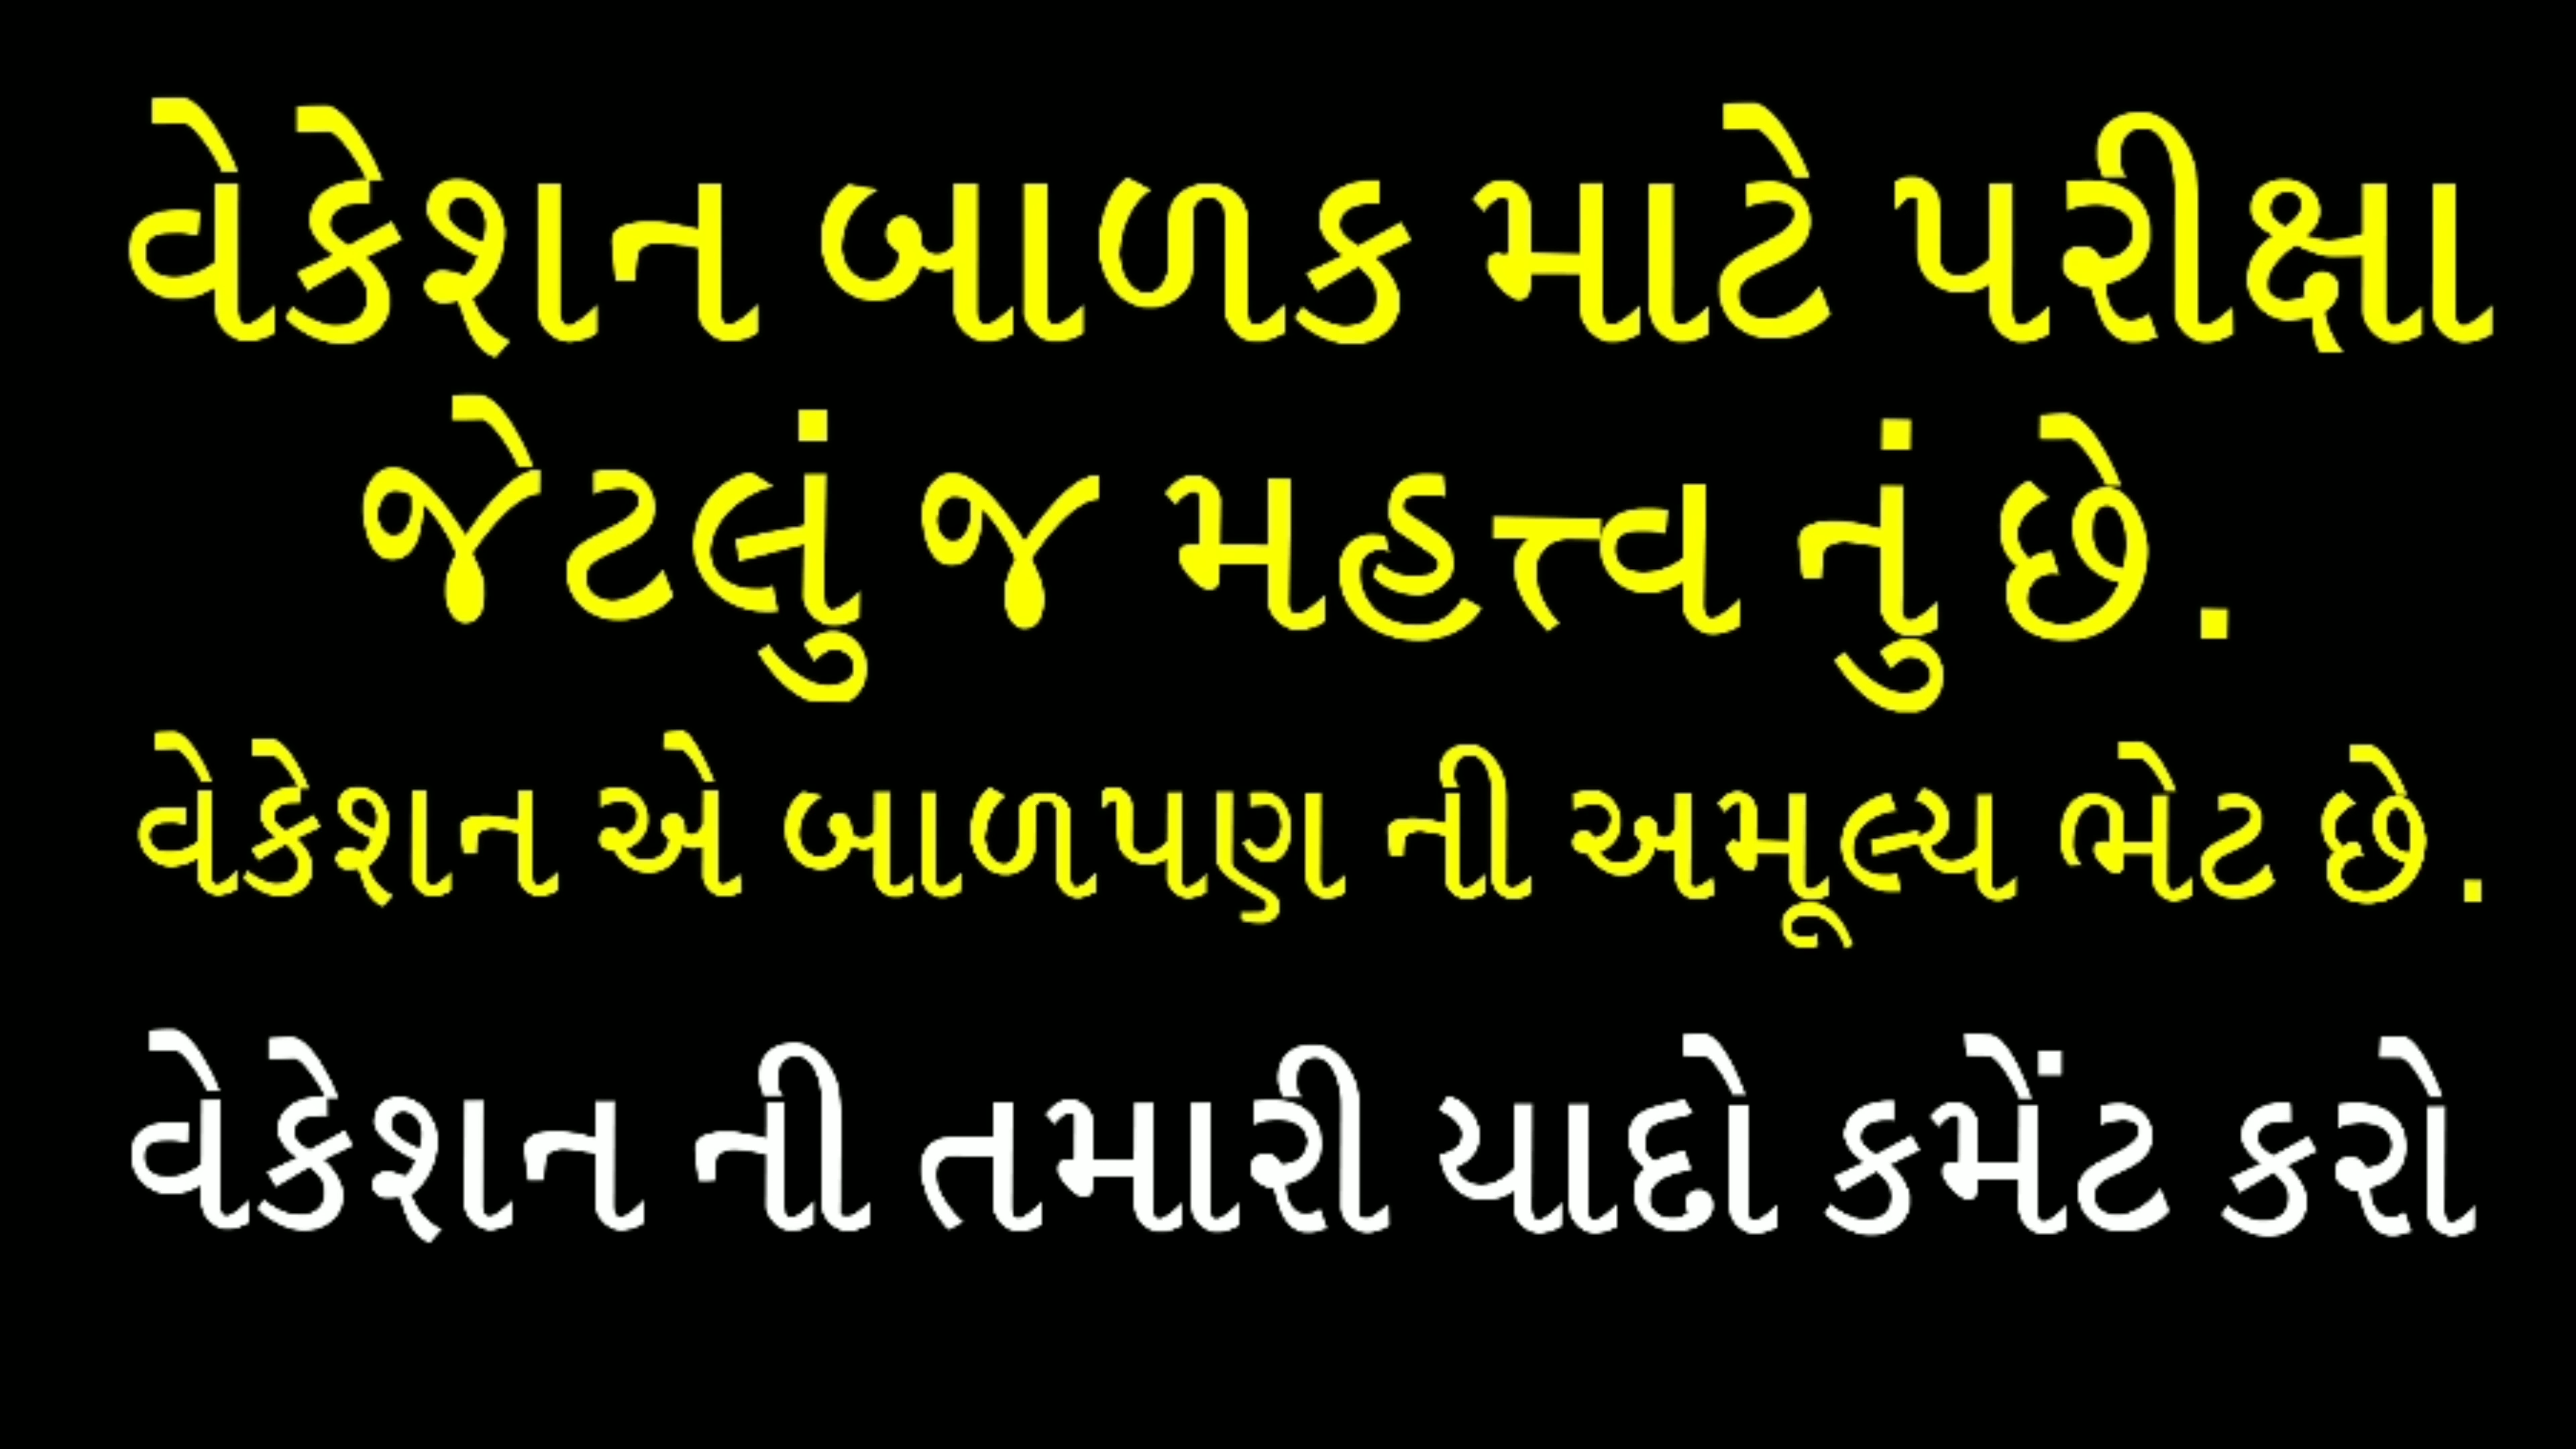 વેકેશન બાળક માટે પરીક્ષા
જેટલું જ મહત્ત્વ નું છે.
વેકેશન એ બાળપણ ની અમૂલ્ય ભેટ છે.
વેકેશન ની તમારી યાદો કમેંટ કરો